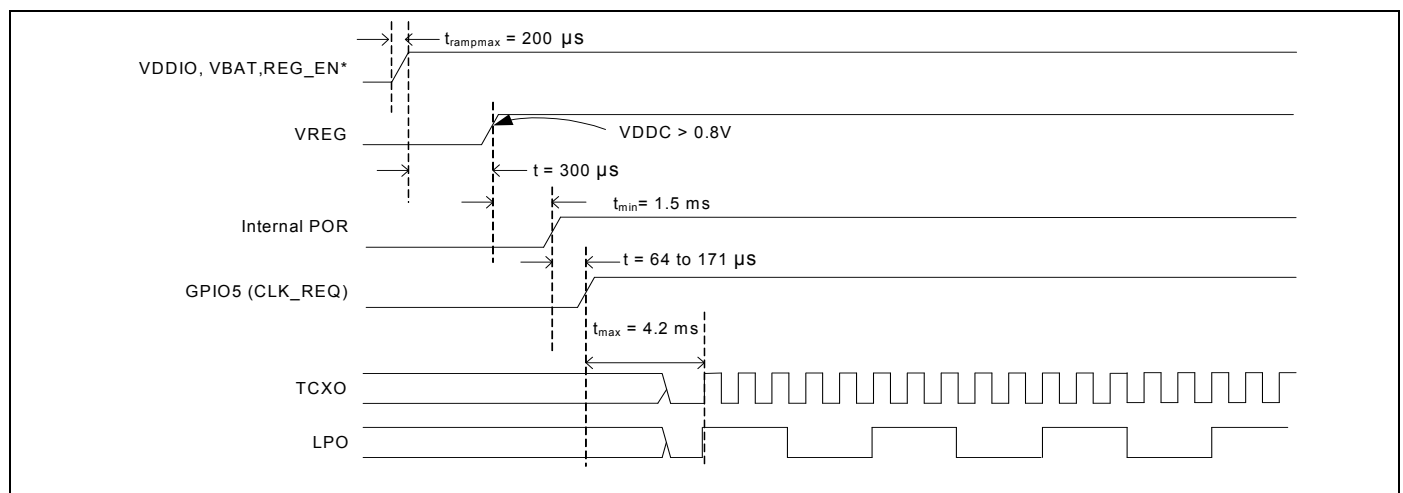 t_rampmax = 200 µs
VDDIO, VBAT,REG_EN*
VREG
VDDC > 0.8V
t = 300 µs
t_min= 1.5 ms
Internal POR
t = 64 to 171 µs
GPIO5 (CLK_REQ)
t_max = 4.2 ms
TCXO
LPO